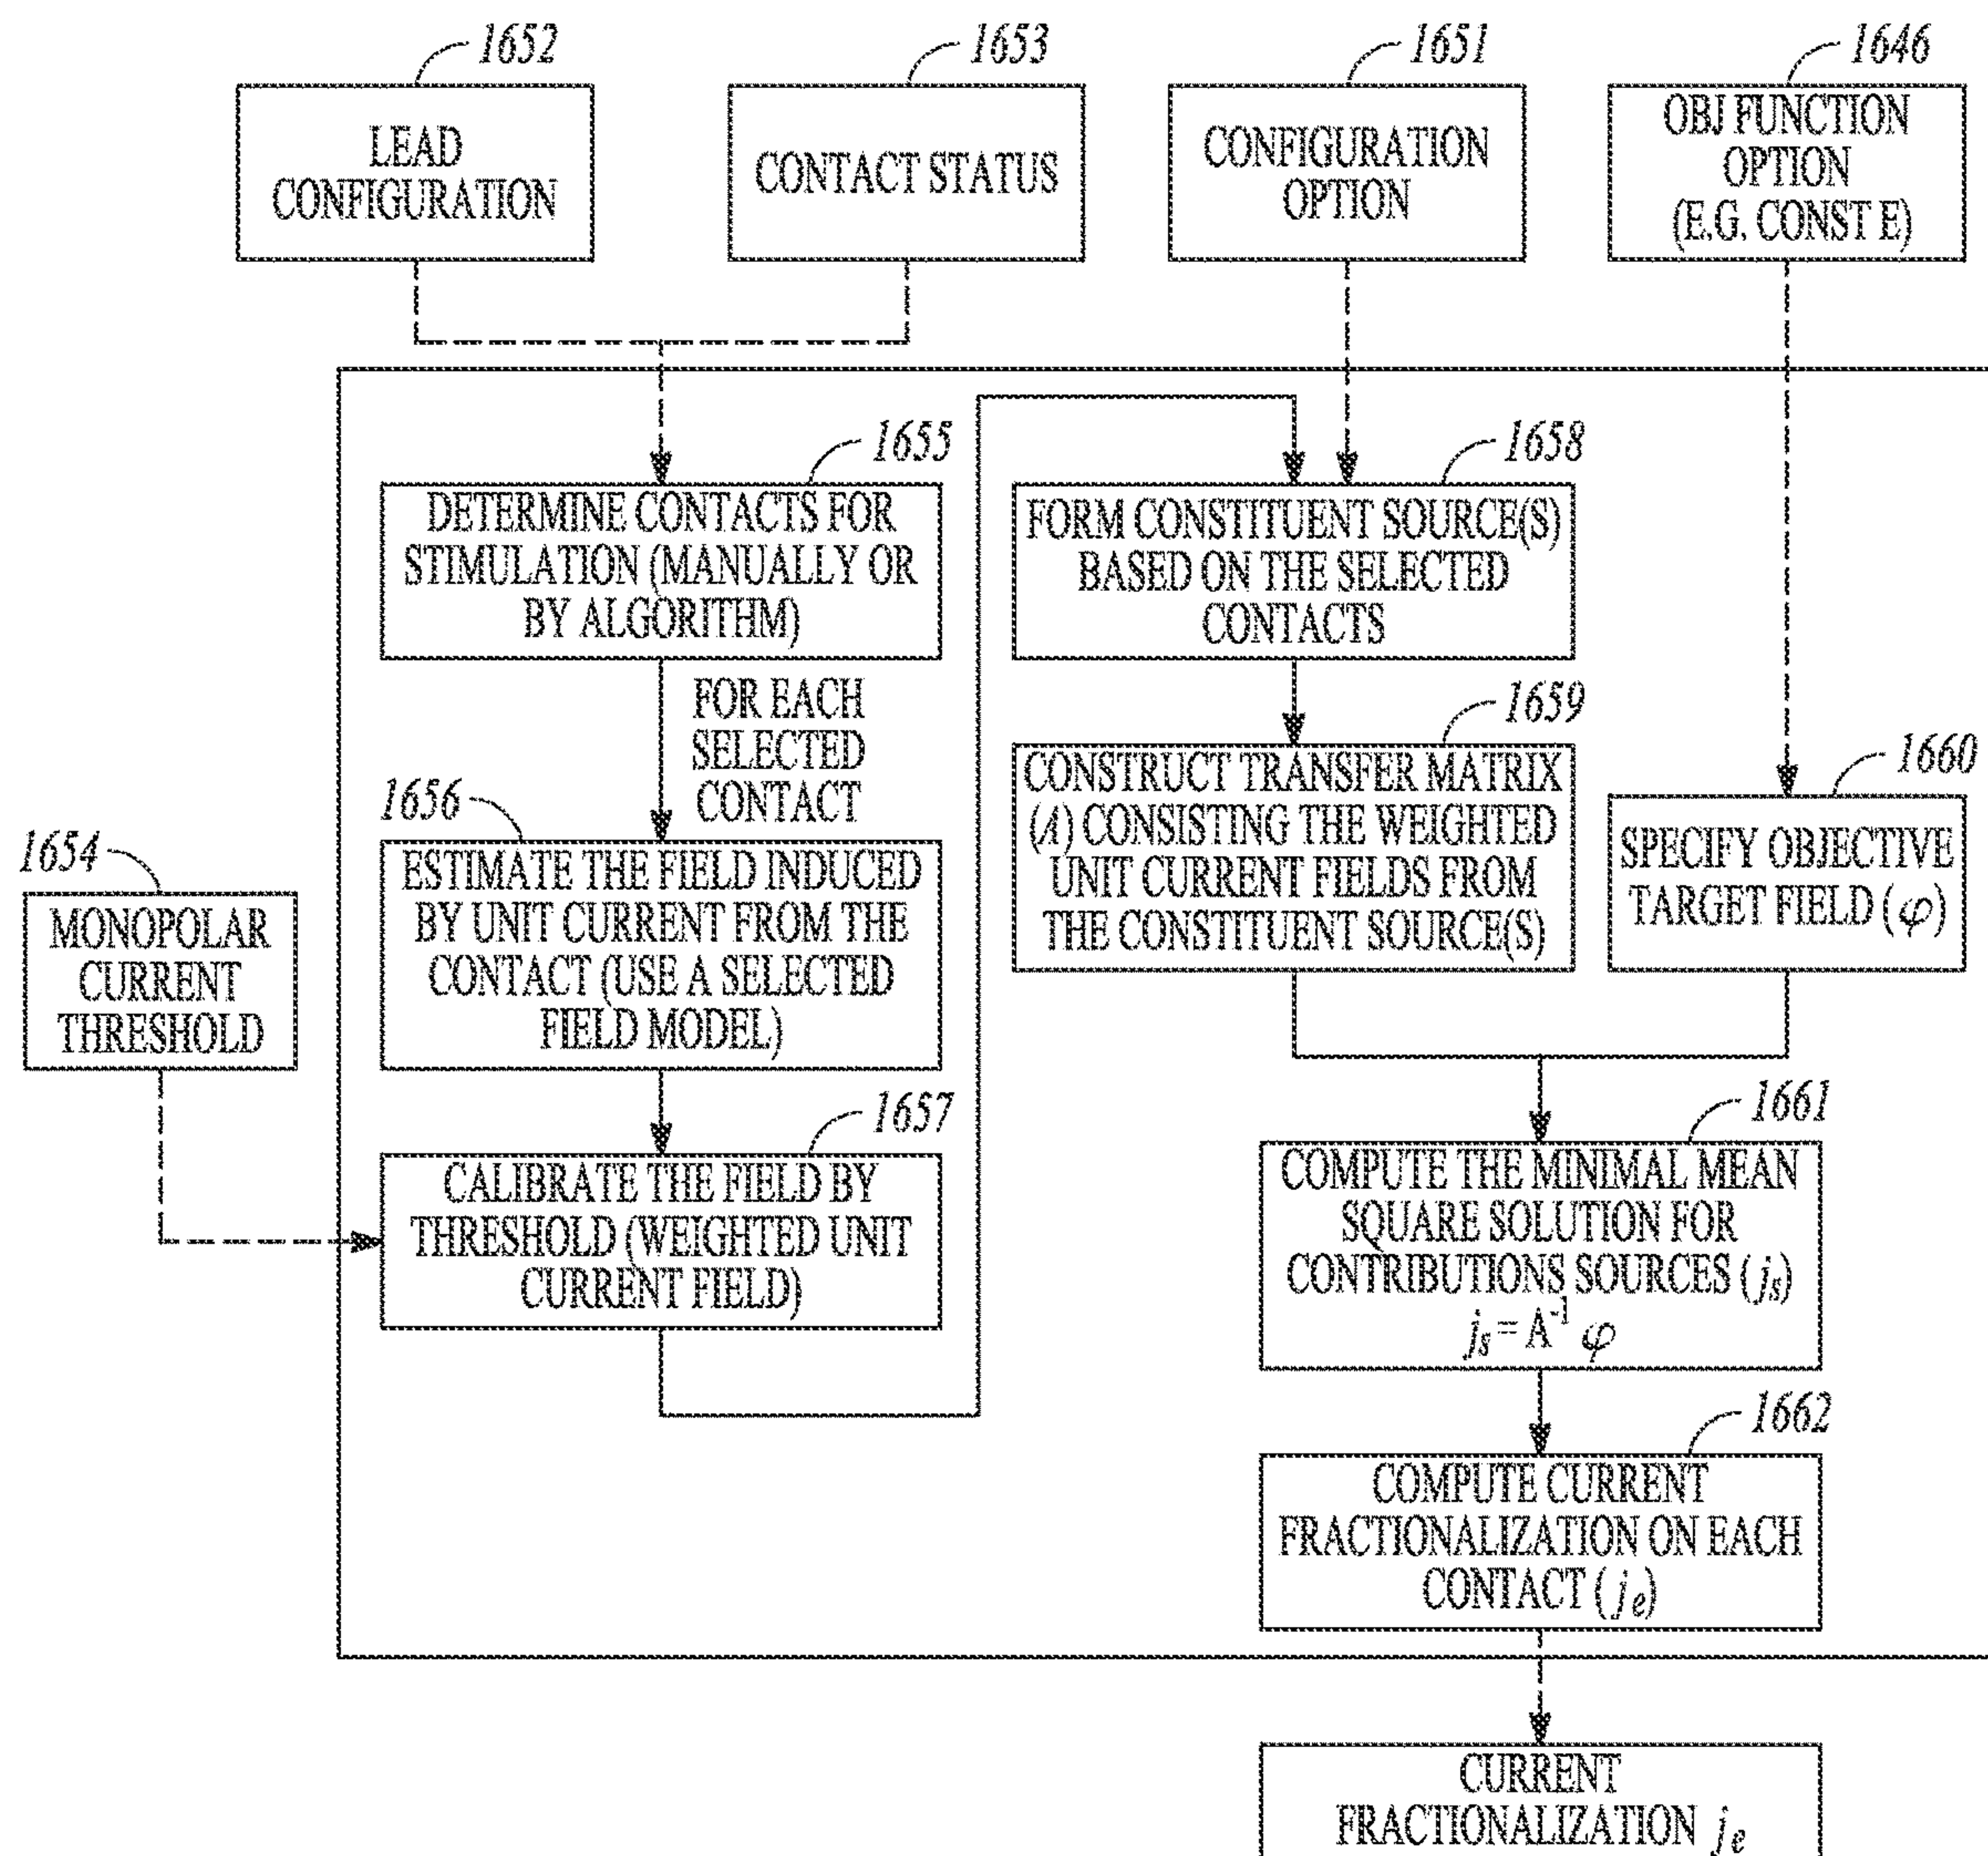 1652
1653
1651
1646
LEAD
CONFIGURATION
CONTACT STATUS
CONFIGURATION
OPTION
OBJ FUNCTION
OPTION
(E.G. CONST E)
1655
DETERMINE CONTACTS FOR
STIMULATION (MANUALLY OR
BY ALGORITHM)
FOR EACH
SELECTED
CONTACT
1656
ESTIMATE THE FIELD INDUCED
BY UNIT CURRENT FROM THE
CONTACT (USE A SELECTED
FIELD MODEL)
1654
MONOPOLAR
CURRENT
THRESHOLD
1657
CALIBRATE THE FIELD BY
THRESHOLD (WEIGHTED UNIT
CURRENT FIELD)
1658
FORM CONSTITUENT SOURCE(S)
BASED ON THE SELECTED
CONTACTS
1659
CONSTRUCT TRANSFER MATRIX
(A) CONSISTING THE WEIGHTED
UNIT CURRENT FIELDS FROM
THE CONSTITUENT SOURCE(S)
1660
SPECIFY OBJECTIVE
TARGET FIELD (φ)
1661
COMPUTE THE MINIMAL MEAN
SQUARE SOLUTION FOR
CONTRIBUTIONS SOURCES (jₛ)
jₛ = A⁻¹ φ
1662
COMPUTE CURRENT
FRACTIONALIZATION ON EACH
CONTACT (jₑ)
CURRENT
FRACTIONALIZATION jₑ